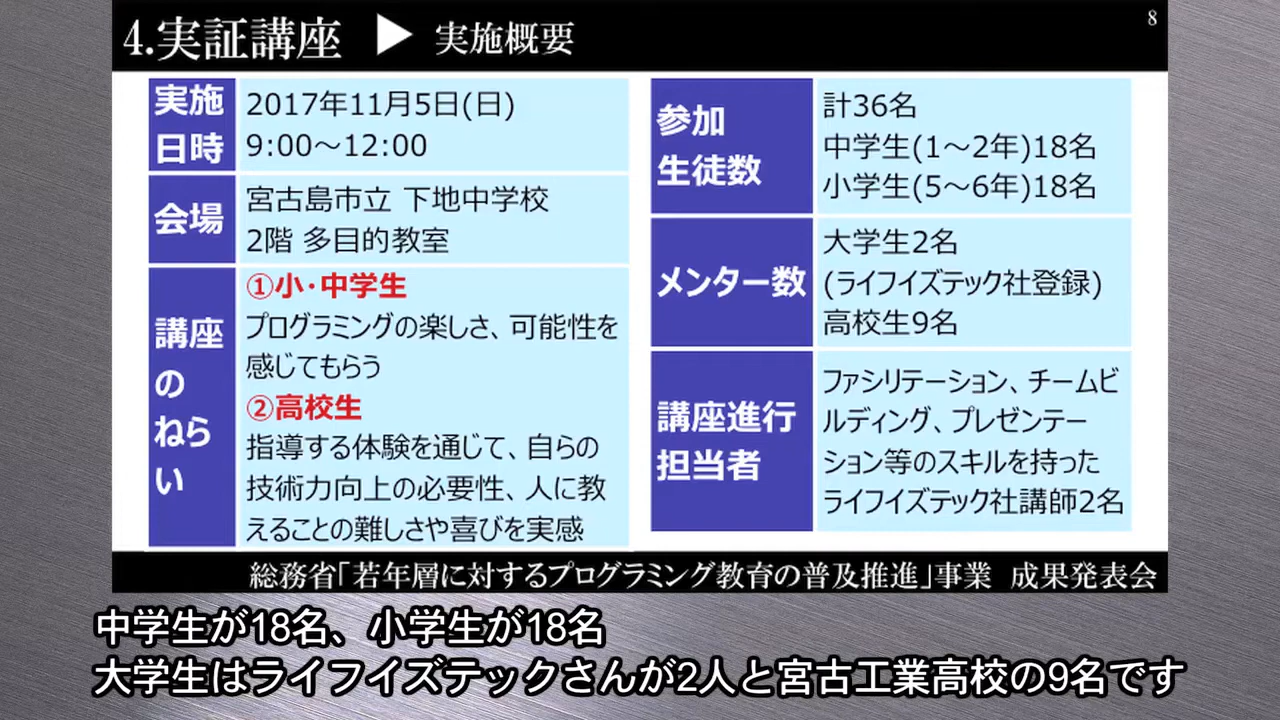 4.実証講座 ▶ 実施概要
8
実施
日時
2017年11月5日(日)
9:00～12:00
会場
宮古島市立 下地中学校
2階 多目的教室
講座
の
ねら
い
①小・中学生
プログラミングの楽しさ、可能性を
感じてもらう
②高校生
指導する体験を通じて、自らの
技術力向上の必要性、人に教
えることの難しさや喜びを実感
参加
生徒数
計36名
中学生(1～2年)18名
小学生(5～6年)18名
メンター数
大学生2名
(ライフイズテック社登録)
高校生9名
講座進行
担当者
ファシリテーション、チームビ
ルディング、プレゼンテー
ション等のスキルを持った
ライフイズテック社講師2名
総務省「若年層に対するプログラミング教育の普及推進」事業 成果発表会
中学生が18名、小学生が18名
大学生はライフイズテックさんが2人と宮古工業高校の9名です